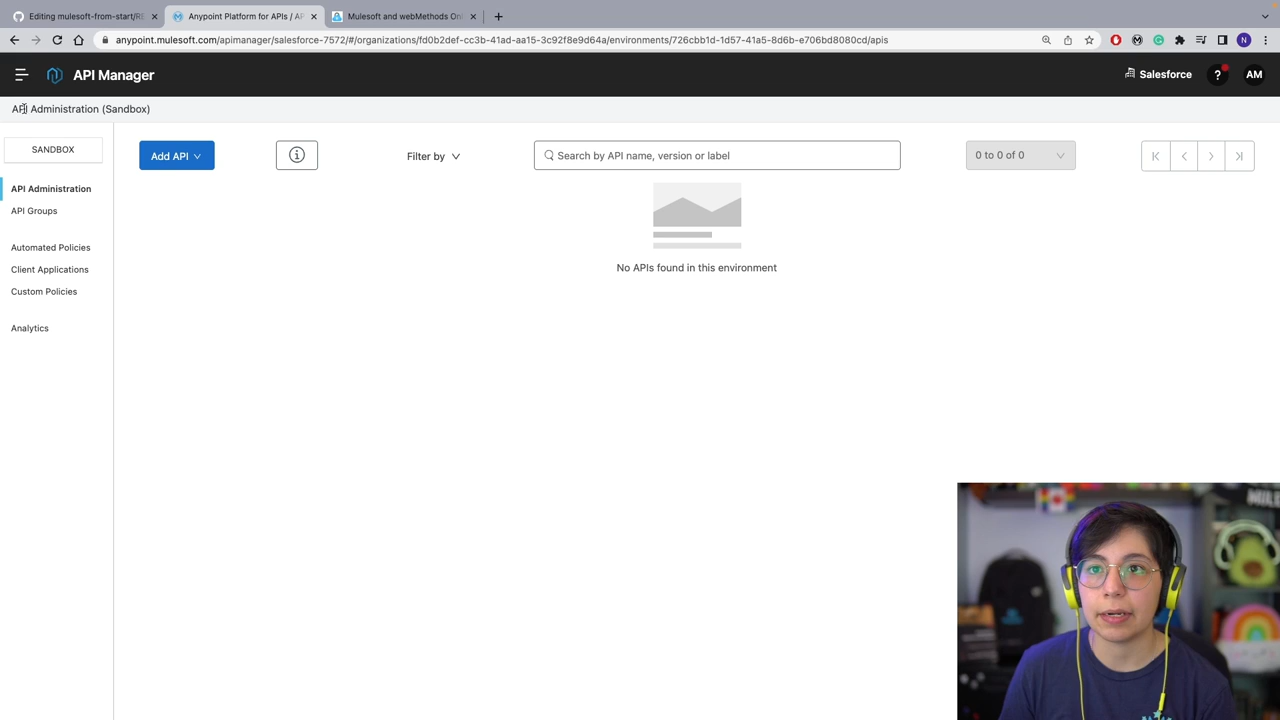 Editing mulesoft-from-start/RE
Anypoint Platform for APIs / AP
Mulesoft and webMethods Onl
anypoint.mulesoft.com/apimanager/salesforce-7572/#/organizations/fd0b2def-cc3b-41ad-aa15-3c92f8e9d64a/environments/726cbb1d-1d57-41a5-8d6b-e706bd8080cd/apis
N
API Manager
Salesforce
?
AM
API Administration (Sandbox)
SANDBOX
Add API
Filter by
Search by API name, version or label
0 to 0 of 0
API Administration
API Groups
Automated Policies
Client Applications
Custom Policies
Analytics
No APIs found in this environment